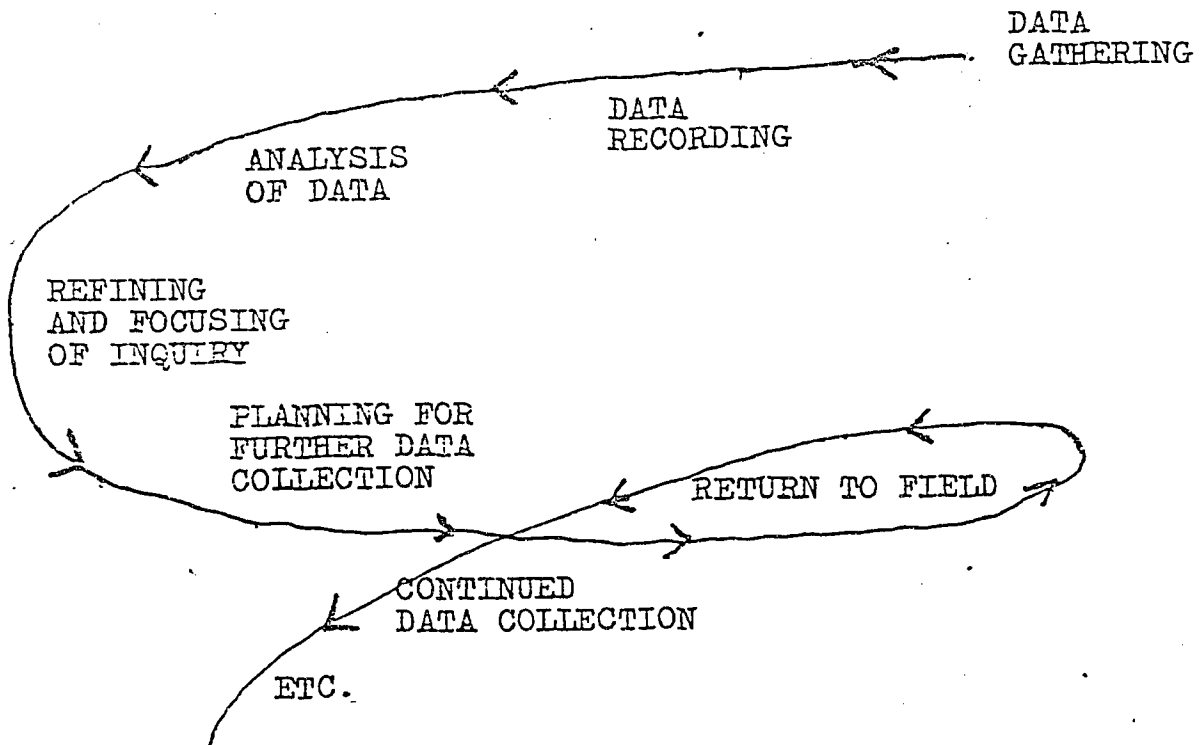 DATA
GATHERING
DATA
RECORDING
ANALYSIS
OF DATA
REFINING
AND FOCUSING
OF INQUIRY
PLANNING FOR
FURTHER DATA
COLLECTION
RETURN TO FIELD
CONTINUED
DATA COLLECTION
ETC.